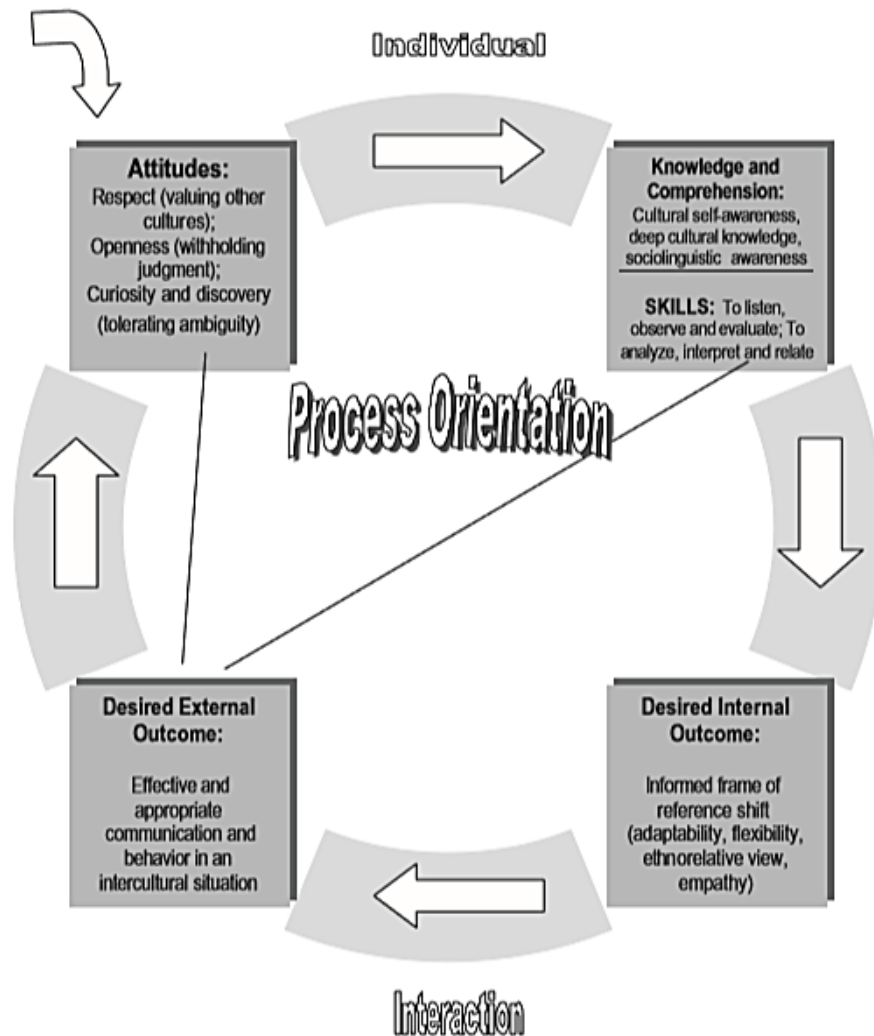 Individual
Attitudes:
Respect (valuing other
cultures);
Openness (withholding
judgment);
Curiosity and discovery
(tolerating ambiguity)
Knowledge and
Comprehension:
Cultural self-awareness,
deep cultural knowledge,
sociolinguistic awareness
SKILLS: To listen,
observe and evaluate; To
analyze, interpret and relate
Process Orientation
Desired External
Outcome:
Effective and
appropriate
communication and
behavior in an
intercultural situation
Desired Internal
Outcome:
Informed frame of
reference shift
(adaptability, flexibility,
ethnorelative view,
empathy)
Interaction